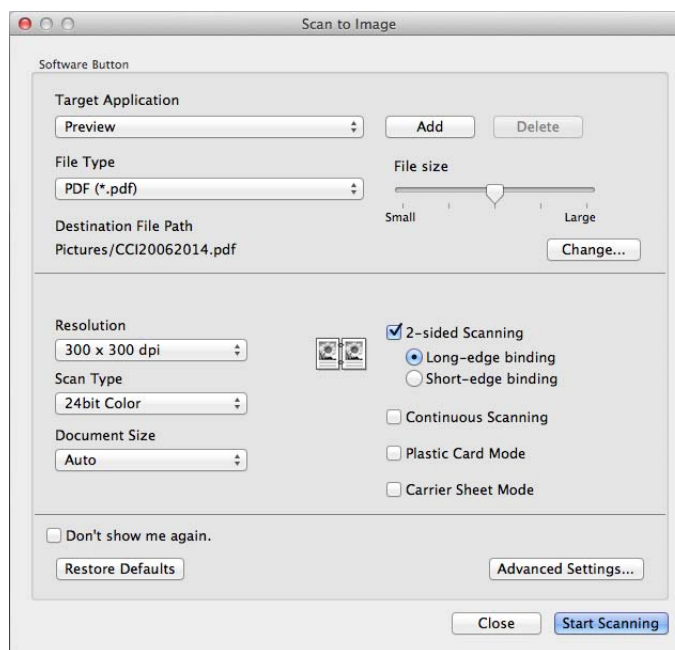 Scan to Image
Software Button
Target Application
Preview
Add
Delete
File Type
File size
PDF (*.pdf)
Small
Large
Destination File Path
Pictures/CCI20062014.pdf
Change...
Resolution
300 x 300 dpi
2-sided Scanning
Long-edge binding
Short-edge binding
Scan Type
24bit Color
Continuous Scanning
Document Size
Auto
Plastic Card Mode
Carrier Sheet Mode
Don't show me again.
Restore Defaults
Advanced Settings...
Close
Start Scanning